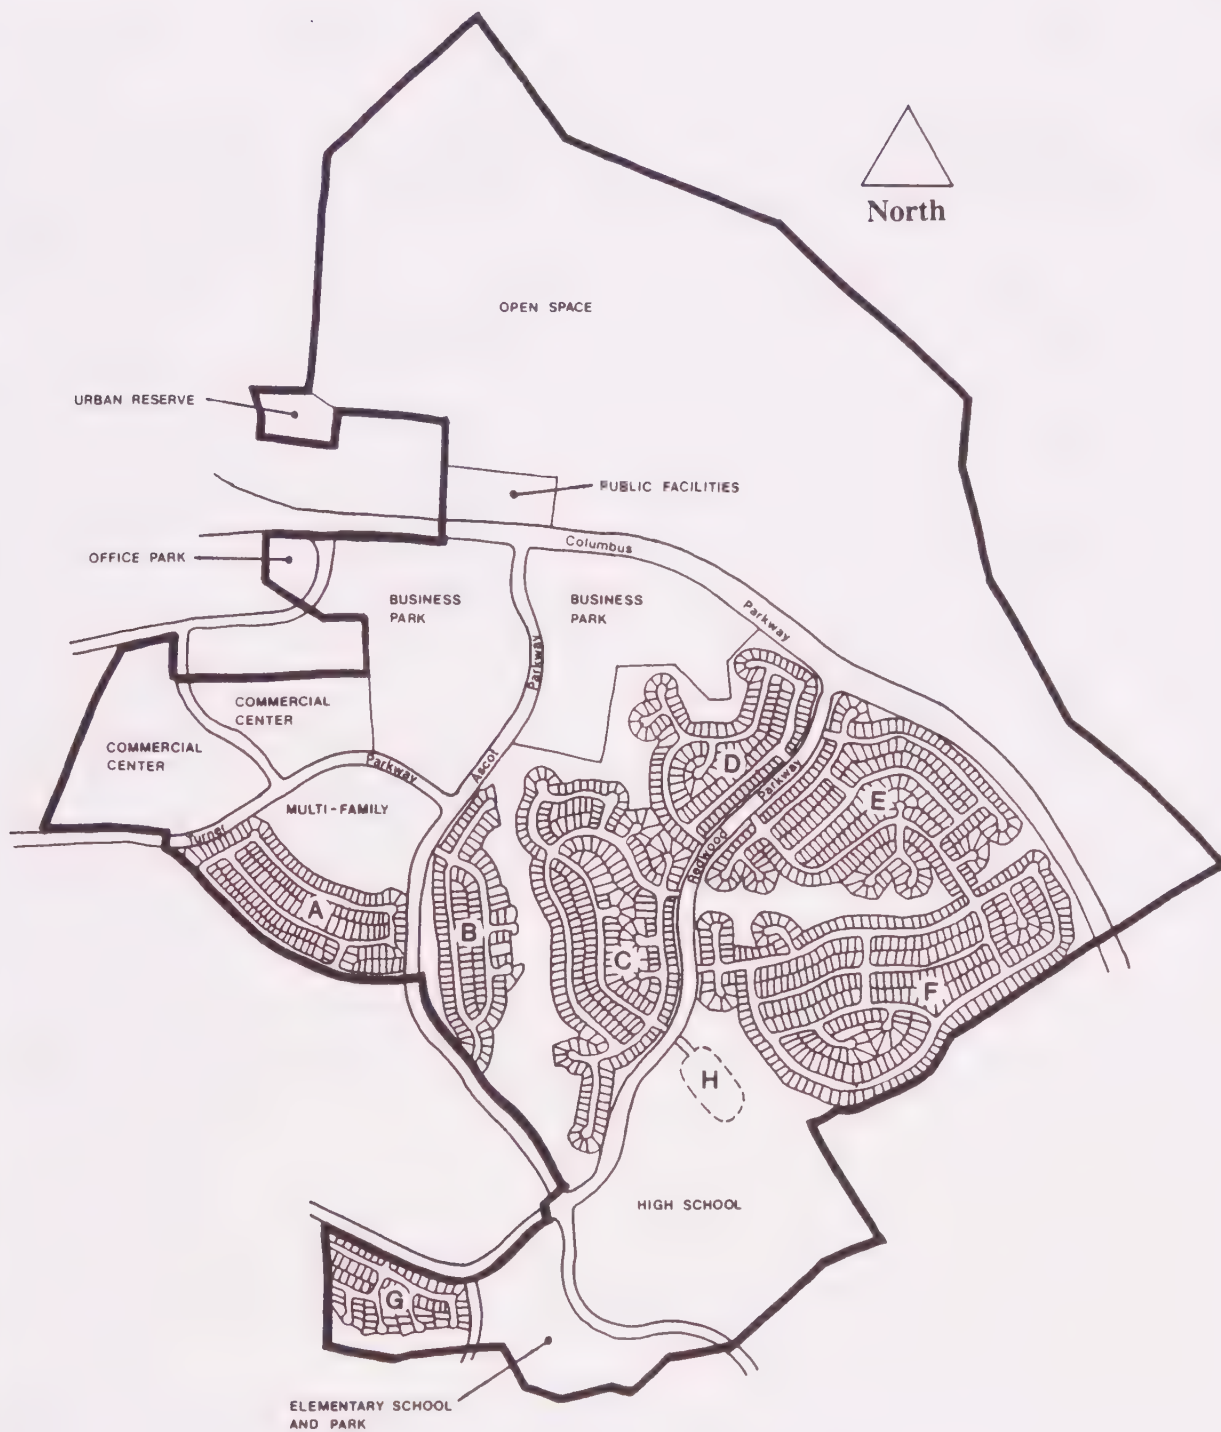 North
OPEN SPACE
URBAN RESERVE
PUBLIC FACILITIES
Columbus
OFFICE PARK
BUSINESS
PARK
BUSINESS
PARK
Parkway
Parkway
COMMERCIAL
CENTER
COMMERCIAL
CENTER
Ascot
Parkway
D
Parkway
MULTI-FAMILY
E
Turner
Redwood
A
B
C
F
H
HIGH SCHOOL
G
ELEMENTARY SCHOOL
AND PARK